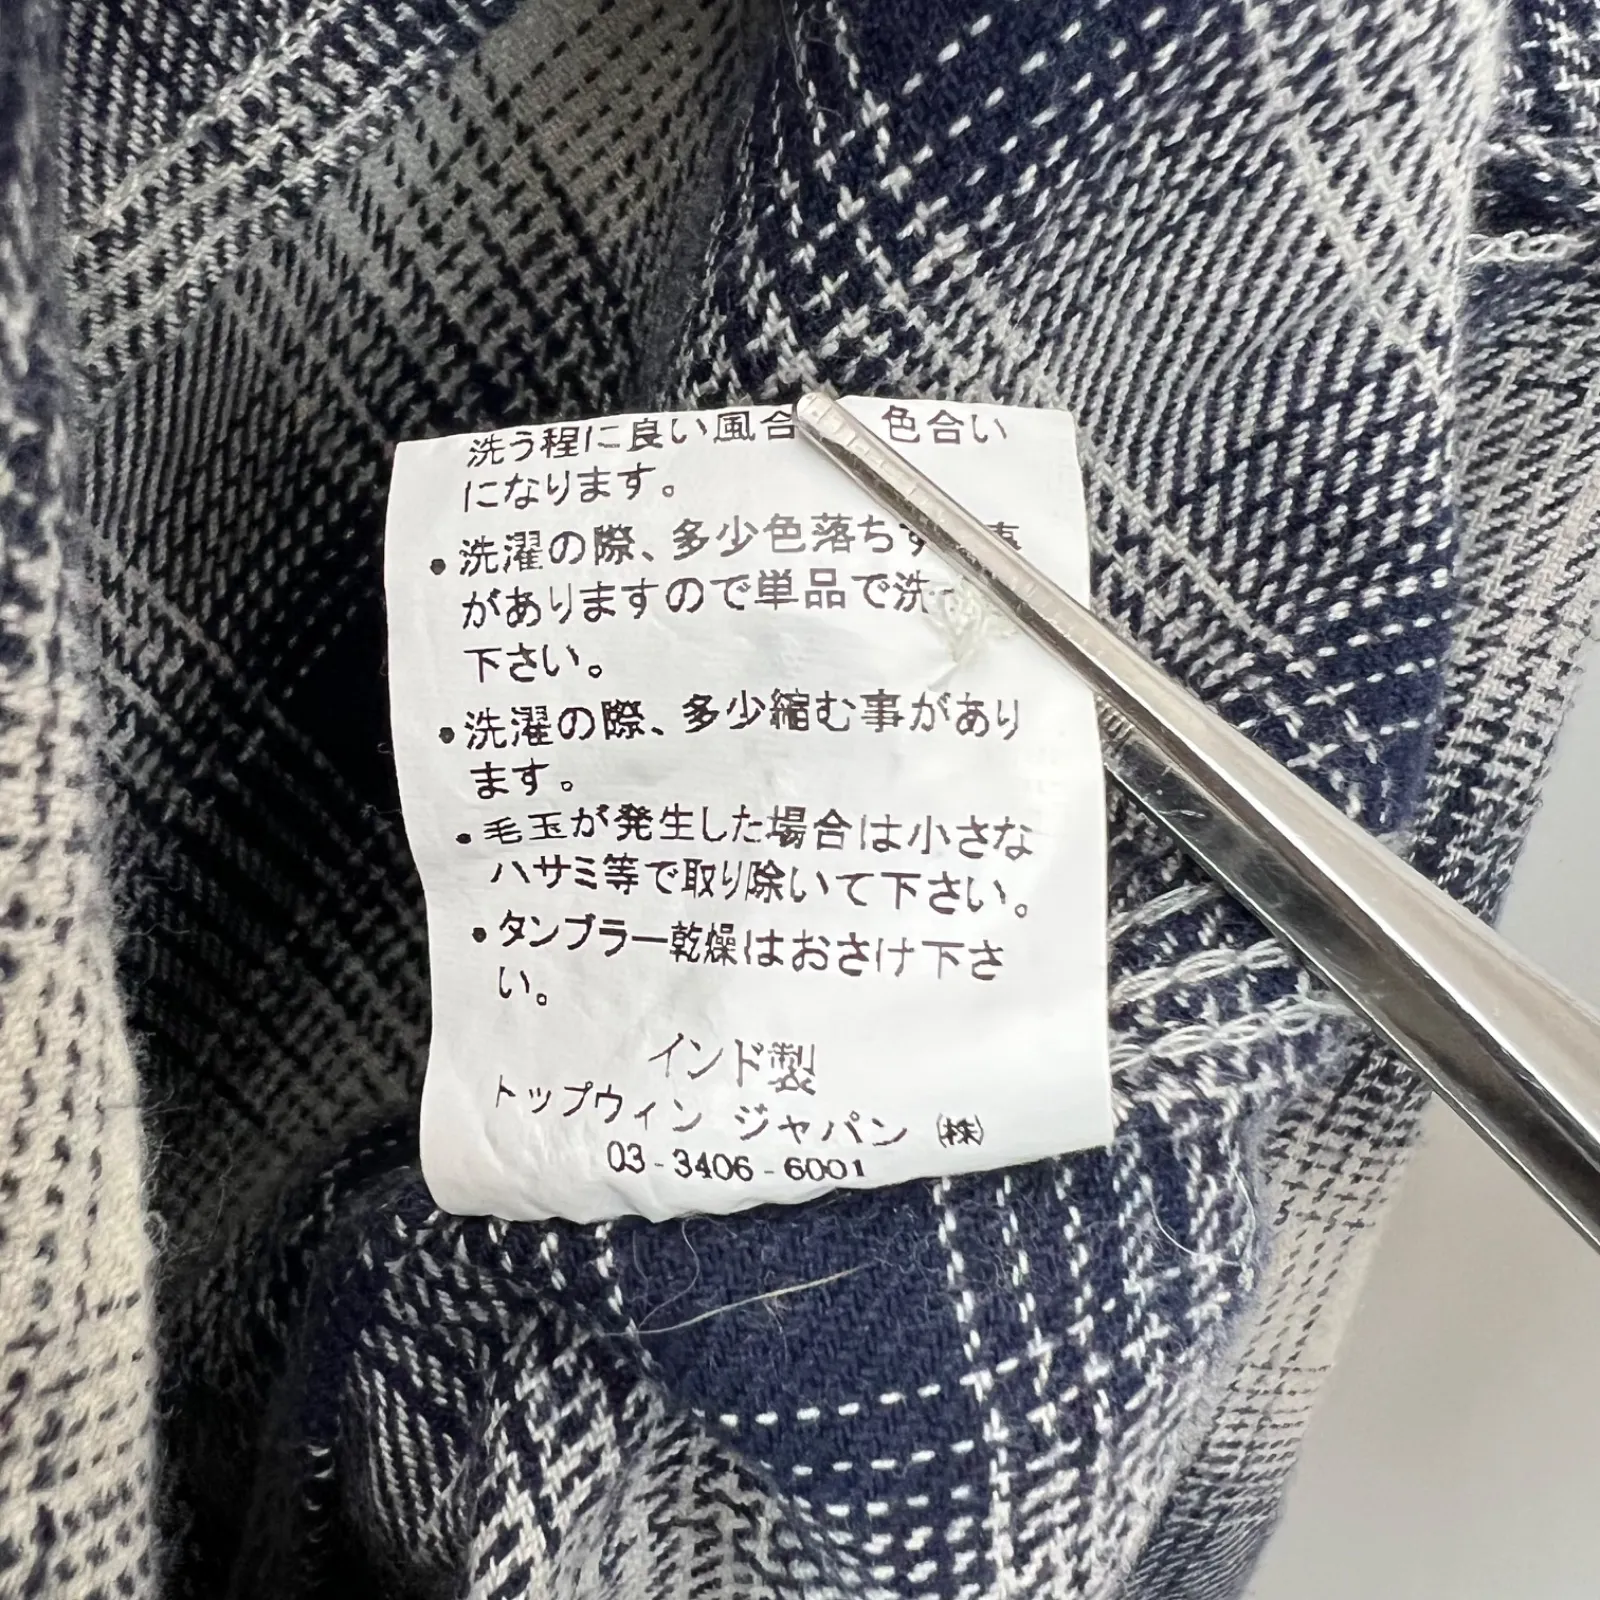 洗う程に良い風合 色合い
になります。
• 洗濯の際、多少色落ちす 事
がありますので単品で洗
下さい。
• 洗濯の際、多少縮む事があり
ます。
• 毛玉が発生した場合は小さな
ハサミ等で取り除いて下さい。
• タンブラー乾燥はおさけ下さ
い。
インド製
トップウィン ジャパン ㈱
03-3406-6001